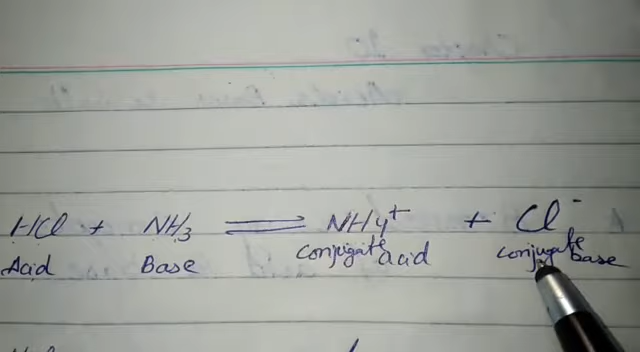 HCl + NH3 ⇌ NH4+ + Cl-
Acid Base conjugate acid conjugate base